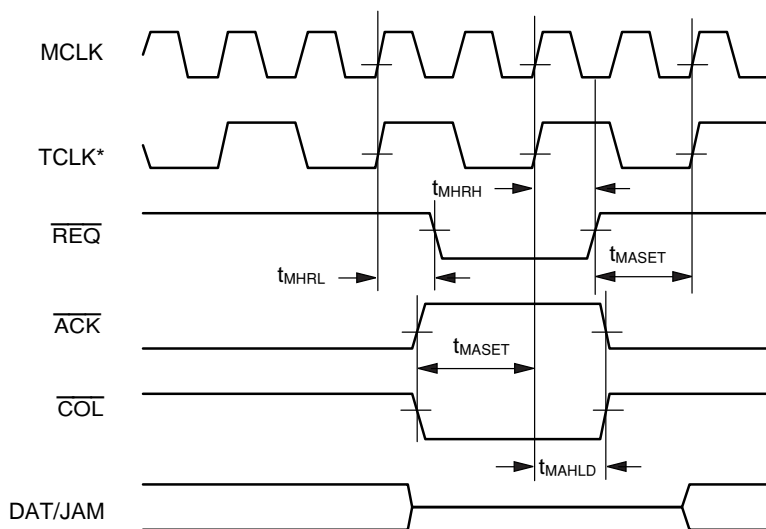 MCLK
TCLK*
tMHRH
REQ
tMHRL
tMASET
ACK
tMASET
COL
tMAHLD
DAT/JAM